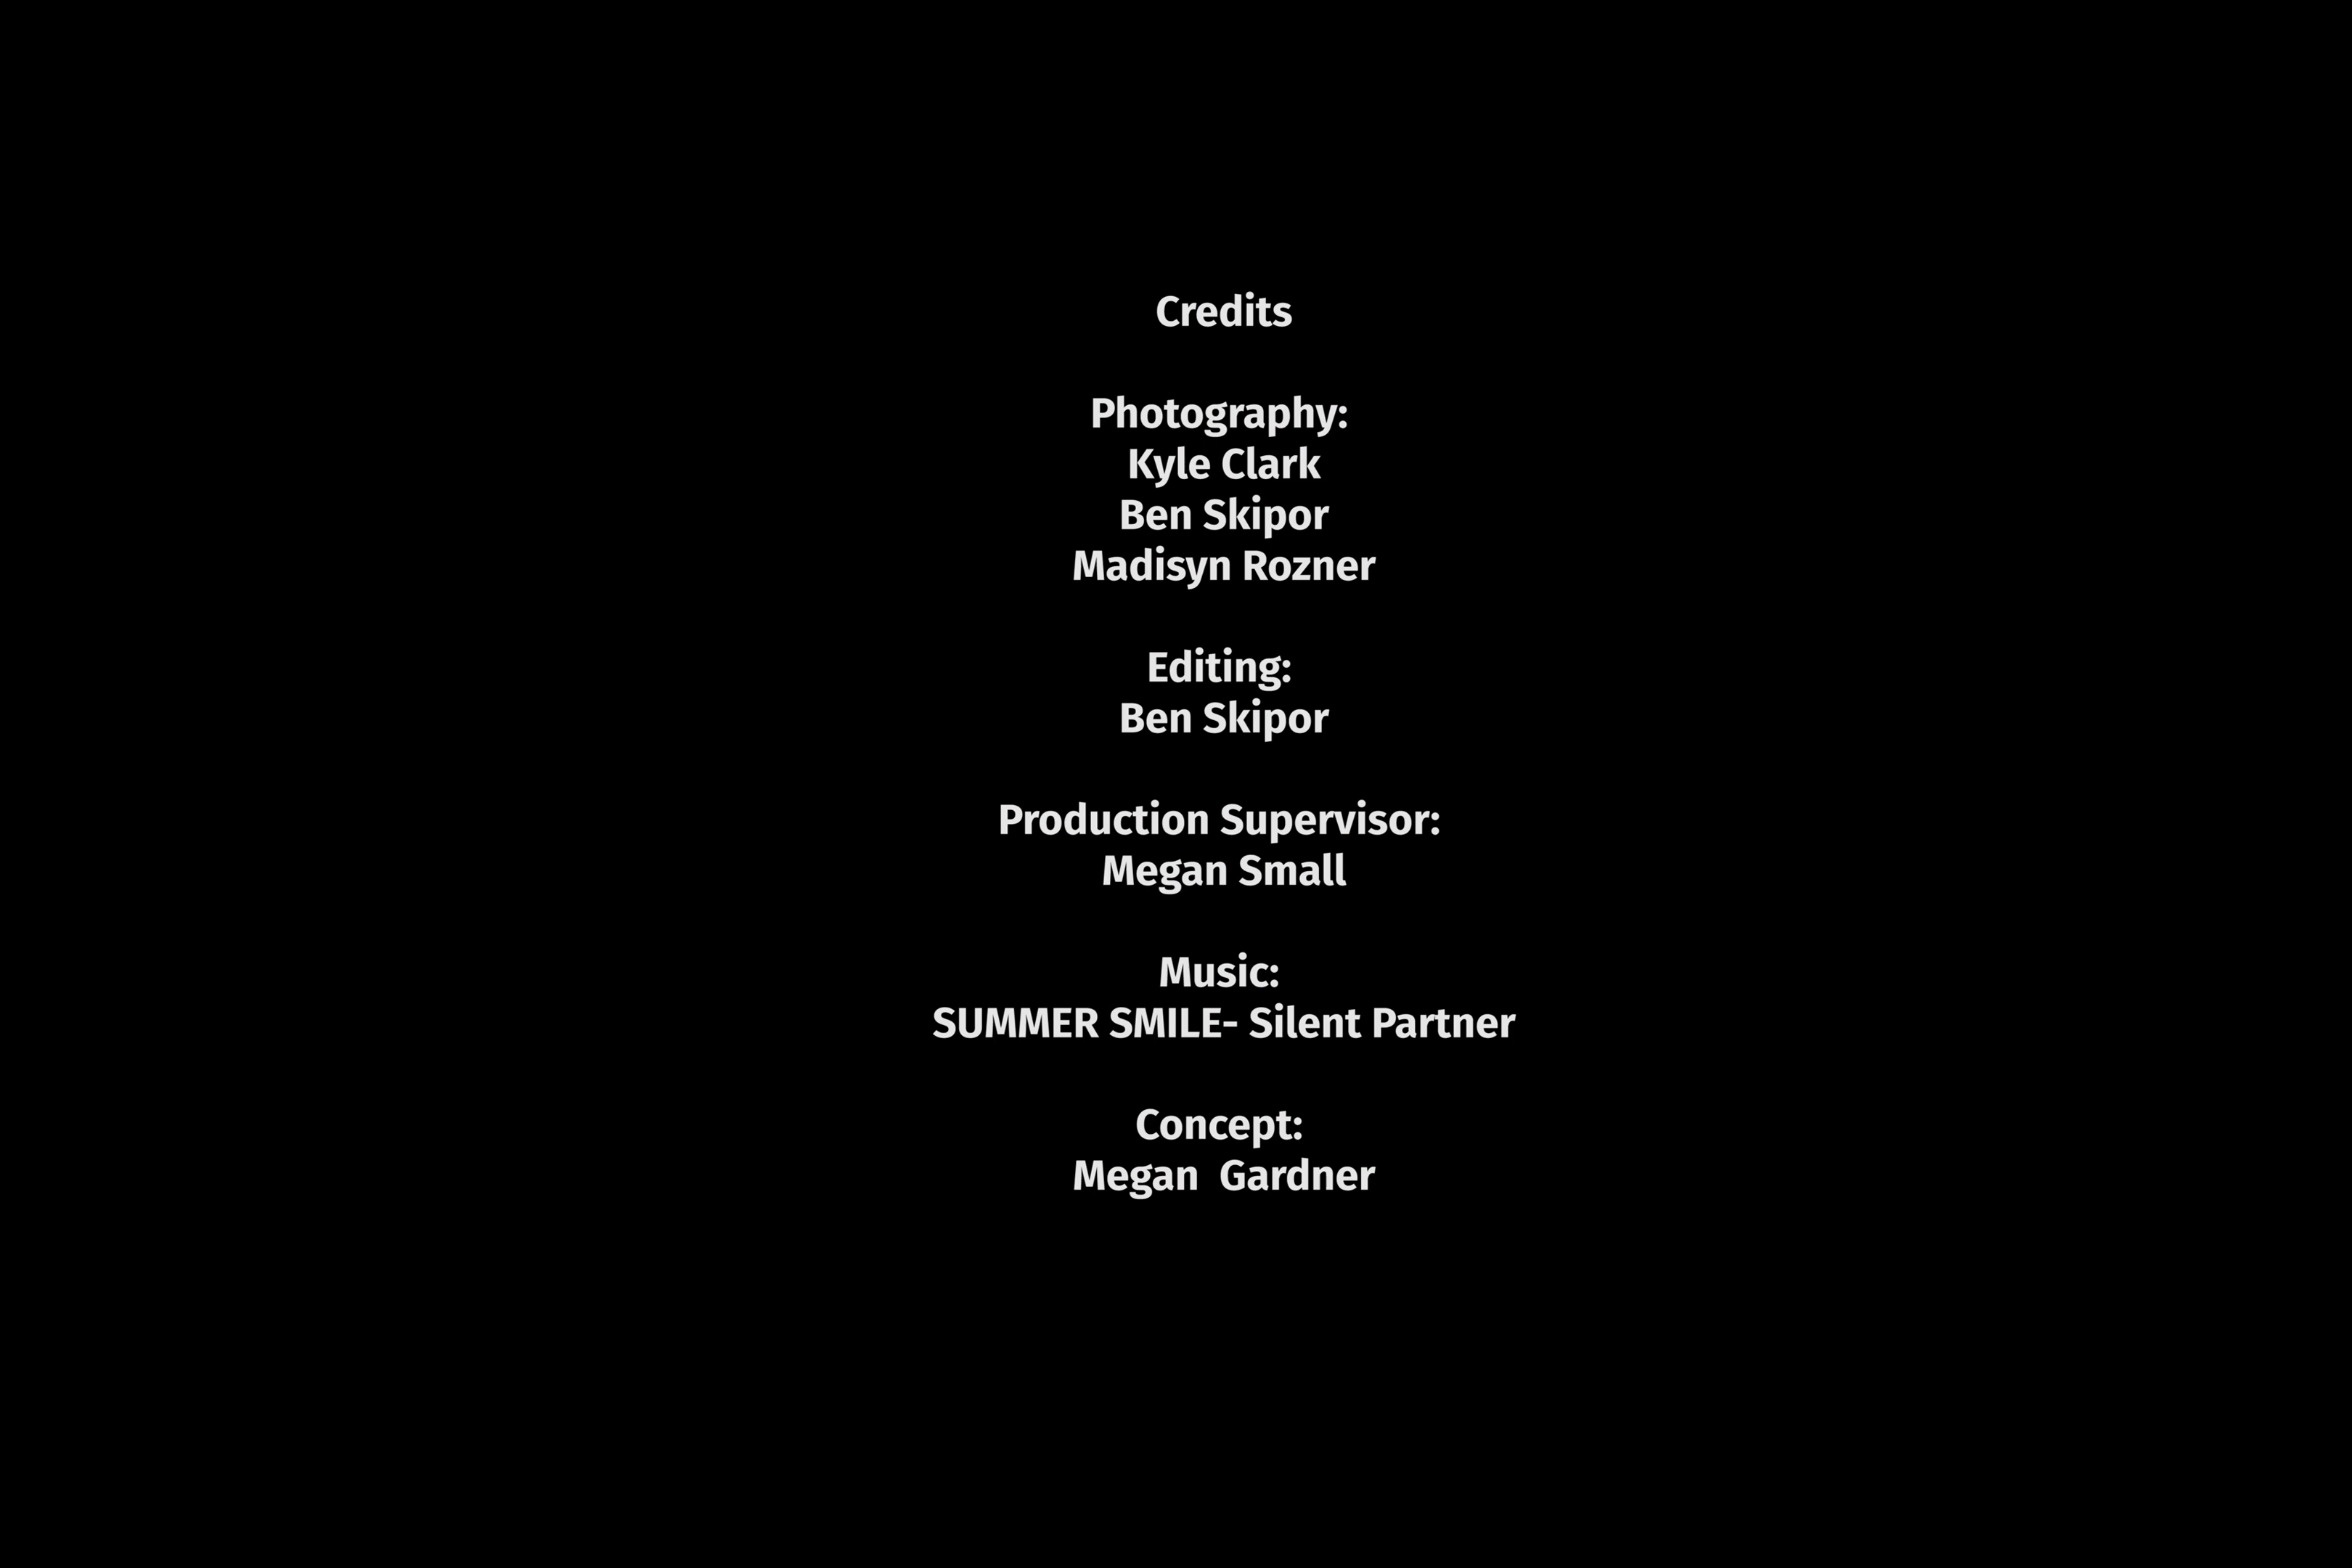 Credits
Photography:
Kyle Clark
Ben Skipor
Madisyn Rozner
Editing:
Ben Skipor
Production Supervisor:
Megan Small
Music:
SUMMER SMILE- Silent Partner
Concept:
Megan  Gardner